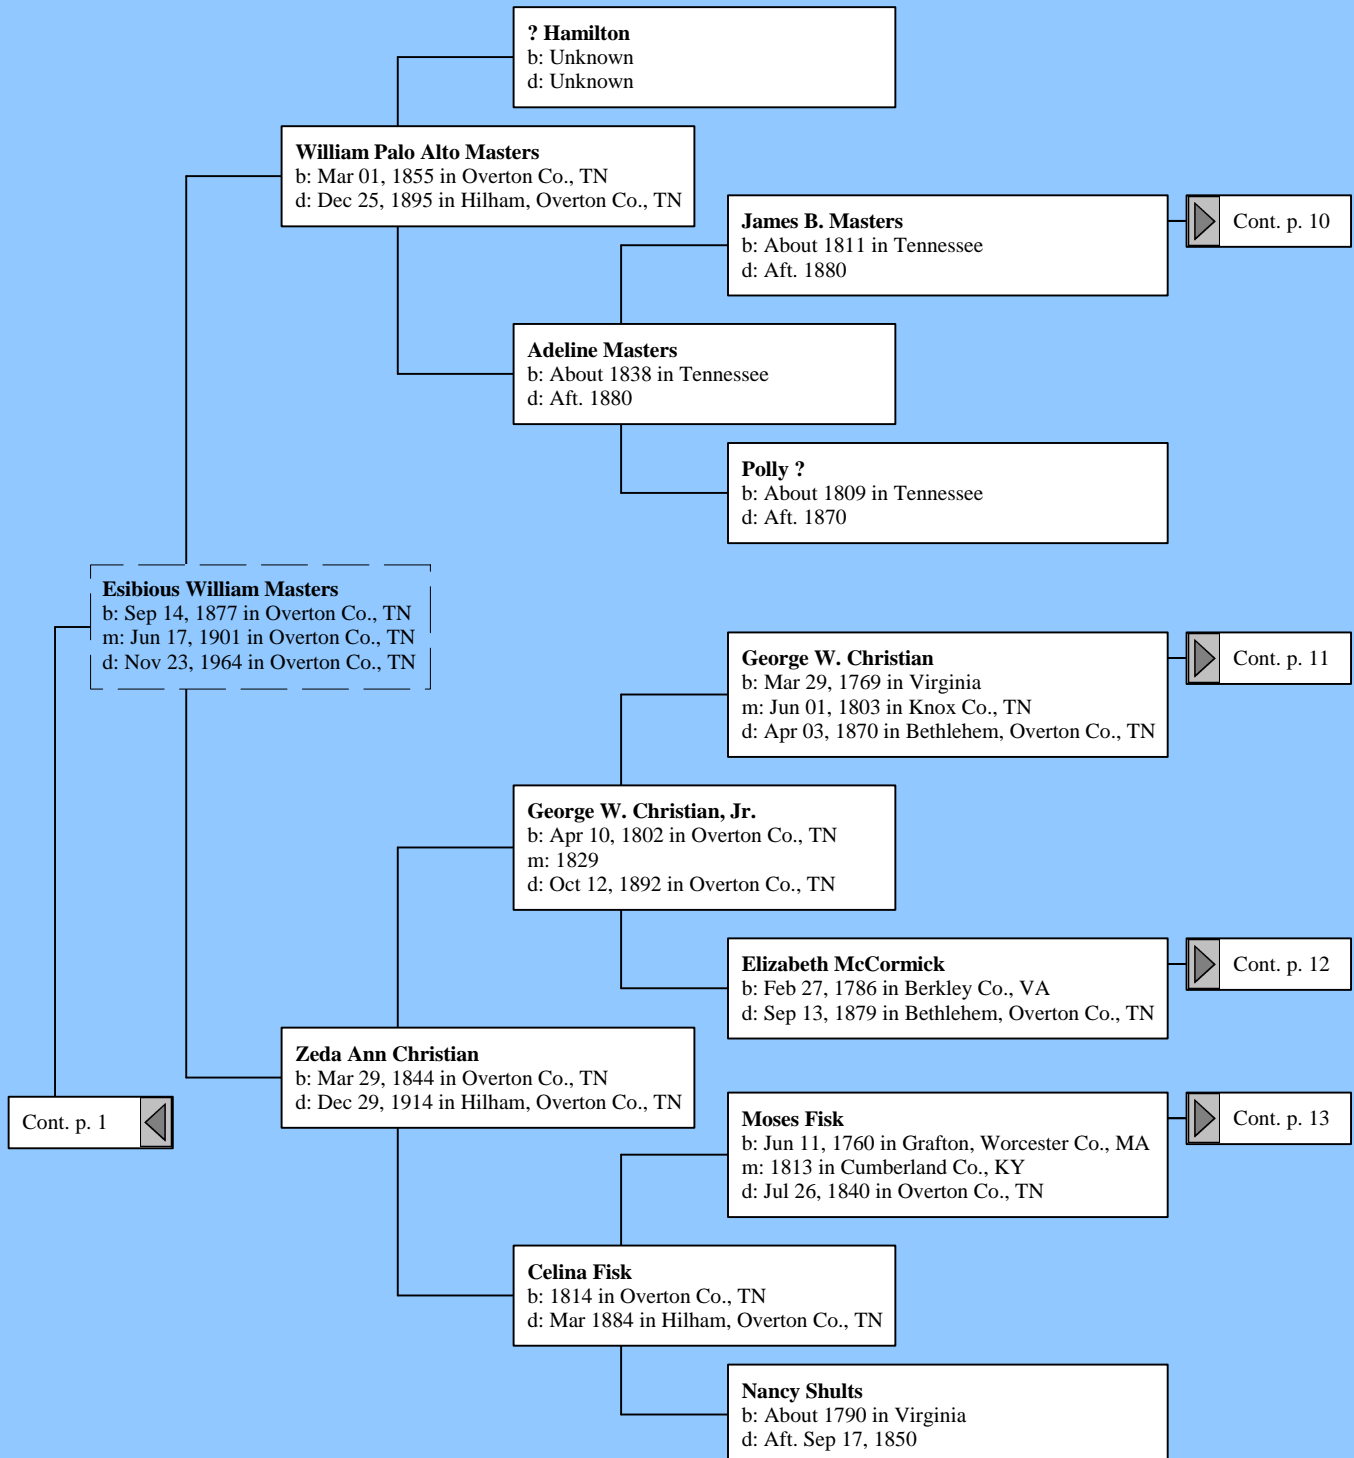 ? Hamilton
b: Unknown
d: Unknown
William Palo Alto Masters
b: Mar 01, 1855 in Overton Co., TN
d: Dec 25, 1895 in Hilham, Overton Co., TN
James B. Masters
b: About 1811 in Tennessee
d: Aft. 1880
Cont. p. 10
Adeline Masters
b: About 1838 in Tennessee
d: Aft. 1880
Polly ?
b: About 1809 in Tennessee
d: Aft. 1870
Esibious William Masters
b: Sep 14, 1877 in Overton Co., TN
m: Jun 17, 1901 in Overton Co., TN
d: Nov 23, 1964 in Overton Co., TN
George W. Christian
b: Mar 29, 1769 in Virginia
m: Jun 01, 1803 in Knox Co., TN
d: Apr 03, 1870 in Bethlehem, Overton Co., TN
Cont. p. 11
George W. Christian, Jr.
b: Apr 10, 1802 in Overton Co., TN
m: 1829
d: Oct 12, 1892 in Overton Co., TN
Elizabeth McCormick
b: Feb 27, 1786 in Berkley Co., VA
d: Sep 13, 1879 in Bethlehem, Overton Co., TN
Cont. p. 12
Zeda Ann Christian
b: Mar 29, 1844 in Overton Co., TN
d: Dec 29, 1914 in Hilham, Overton Co., TN
Cont. p. 1
Moses Fisk
b: Jun 11, 1760 in Grafton, Worcester Co., MA
m: 1813 in Cumberland Co., KY
d: Jul 26, 1840 in Overton Co., TN
Cont. p. 13
Celina Fisk
b: 1814 in Overton Co., TN
d: Mar 1884 in Hilham, Overton Co., TN
Nancy Shults
b: About 1790 in Virginia
d: Aft. Sep 17, 1850